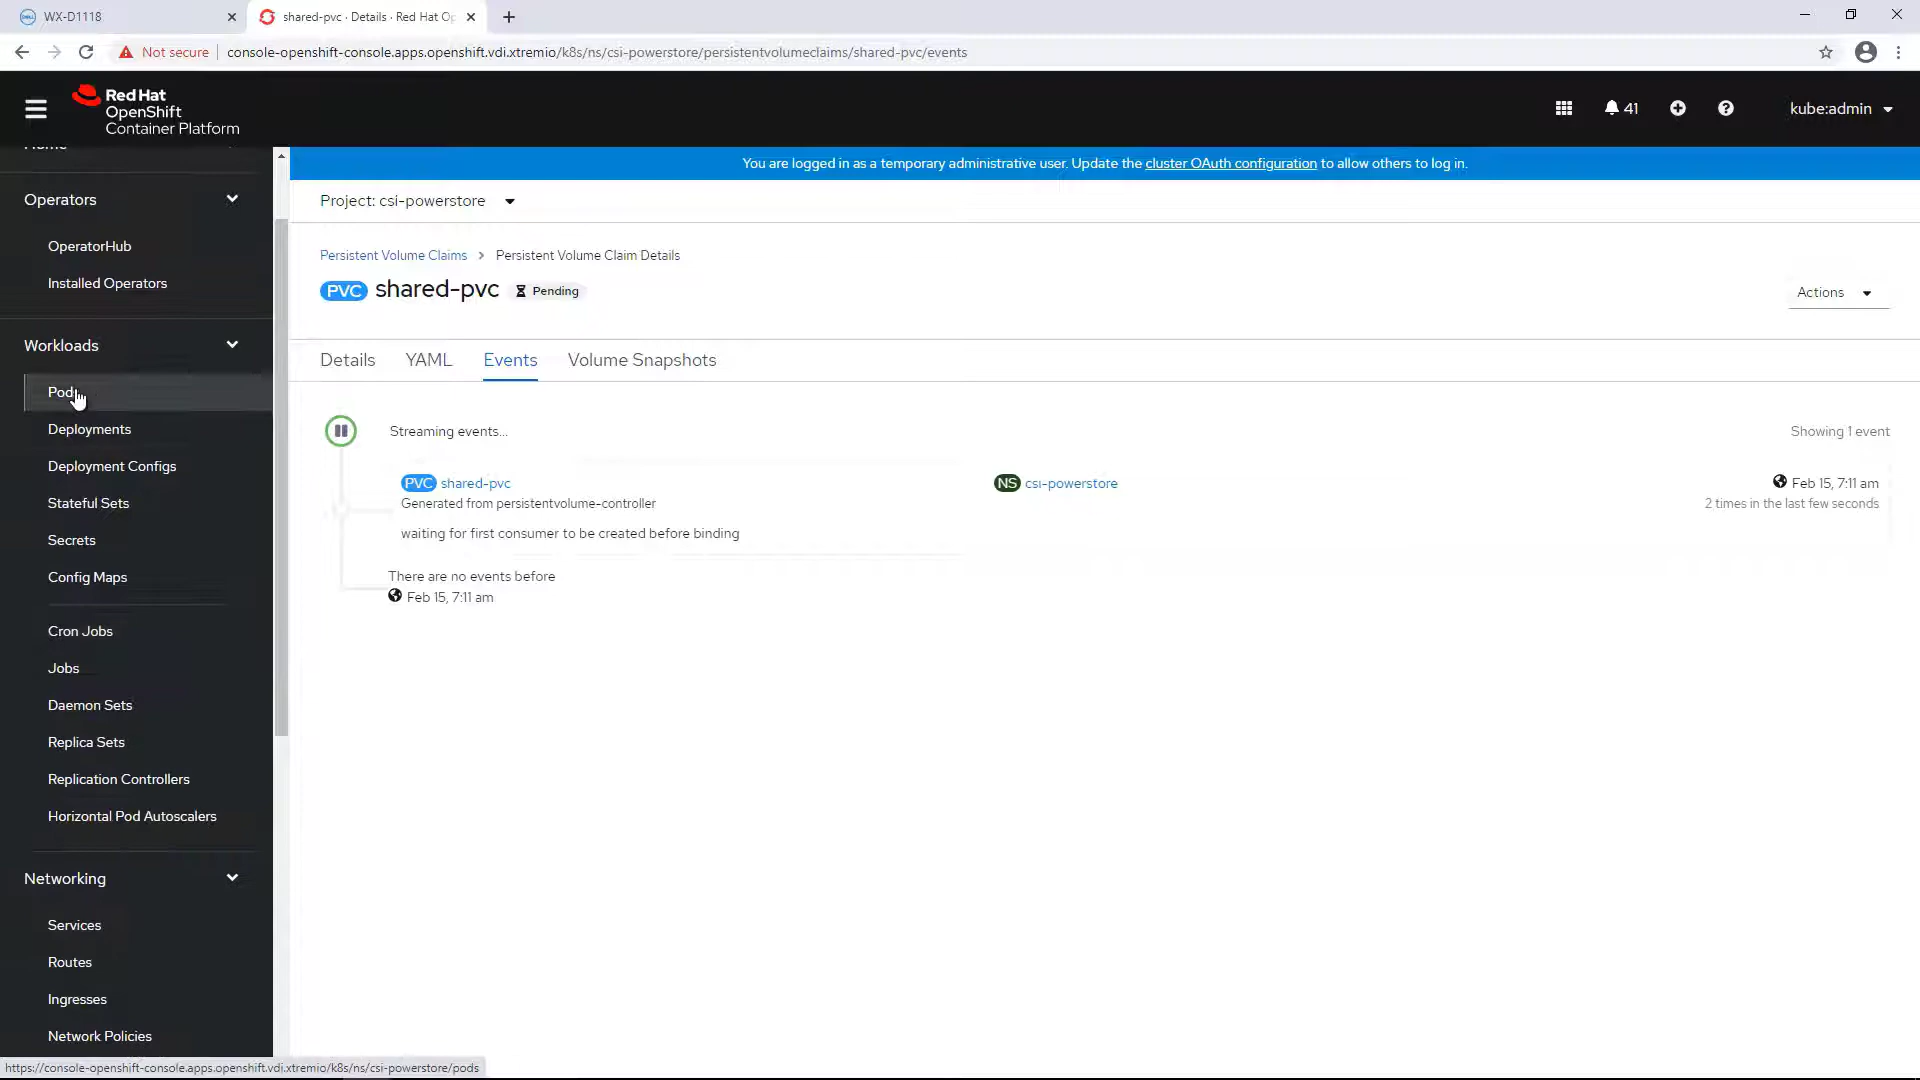 WX-D1118
shared-pvc · Details · Red Hat Op
Not secure
console-openshift-console.apps.openshift.vdi.xtremio/k8s/ns/csi-powerstore/persistentvolumeclaims/shared-pvc/events
Red Hat
OpenShift
Container Platform
41
kube:admin
Home
Operators
OperatorHub
Installed Operators
Workloads
Pod
Deployments
Deployment Configs
Stateful Sets
Secrets
Config Maps
Cron Jobs
Jobs
Daemon Sets
Replica Sets
Replication Controllers
Horizontal Pod Autoscalers
Networking
Services
Routes
Ingresses
Network Policies
You are logged in as a temporary administrative user. Update the cluster OAuth configuration to allow others to log in.
Project: csi-powerstore
Persistent Volume Claims > Persistent Volume Claim Details
PVC shared-pvc Pending
Actions
Details YAML Events Volume Snapshots
Streaming events...
Showing 1 event
PVC shared-pvc
NS csi-powerstore
Feb 15, 7:11 am
Generated from persistentvolume-controller
2 times in the last few seconds
waiting for first consumer to be created before binding
There are no events before
Feb 15, 7:11 am
https://console-openshift-console.apps.openshift.vdi.xtremio/k8s/ns/csi-powerstore/pods